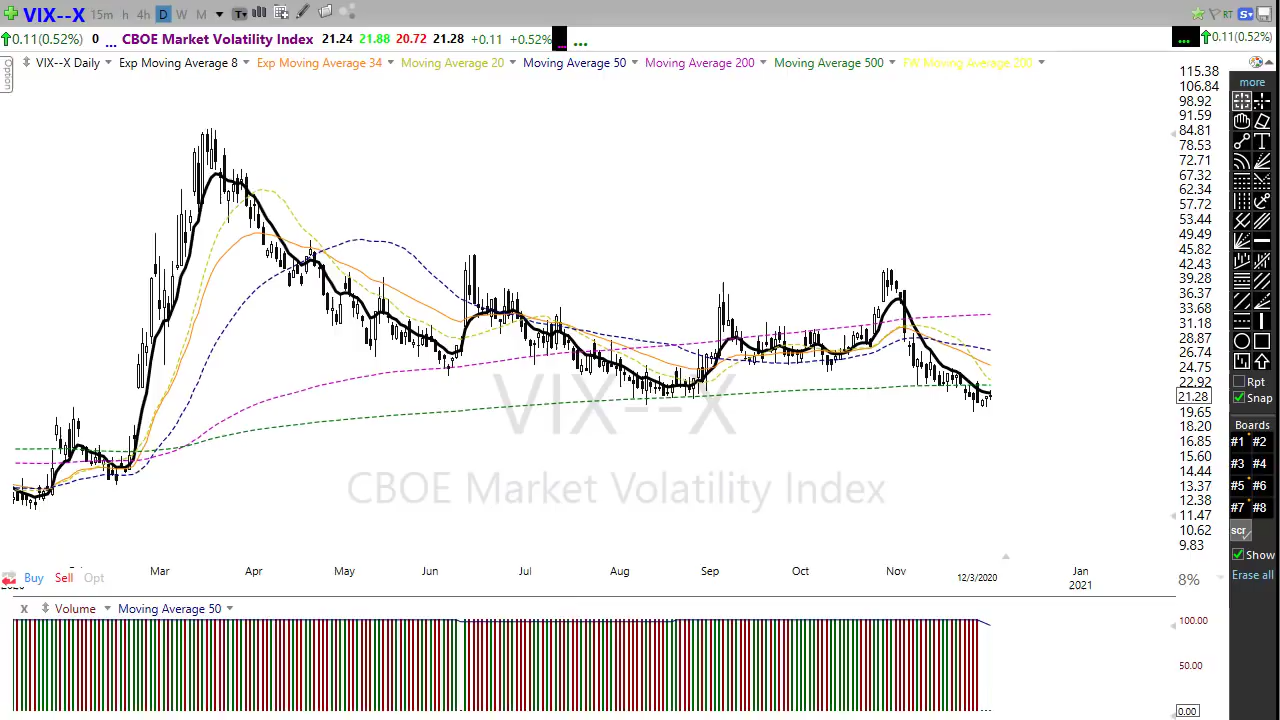 VIX--X 15m h 4h D W M T RT S
0.11(0.52%) 0 ... CBOE Market Volatility Index 21.24 21.88 20.72 21.28 +0.11 +0.52% ... ... ... 0.11(0.52%)
Option
VIX--X Daily Exp Moving Average 8 Exp Moving Average 34 Moving Average 20 Moving Average 50 Moving Average 200 Moving Average 500 FW Moving Average 200
115.38
106.84
98.92
91.59
84.81
78.53
72.71
67.32
62.34
57.72
53.44
49.49
45.82
42.43
39.28
36.37
33.68
31.18
28.87
26.74
24.75
22.92
21.28
19.65
18.20
16.85
15.60
14.44
13.37
12.38
11.47
10.62
9.83
more
Rpt
Snap
Boards
#1 #2
#3 #4
#5 #6
#7 #8
scr
Show
Erase all
VIX--X
CBOE Market Volatility Index
Mar Apr May Jun Jul Aug Sep Oct Nov 12/3/2020 Jan
2021
Buy Sell Opt
8%
X Volume Moving Average 50
100.00
50.00
0.00